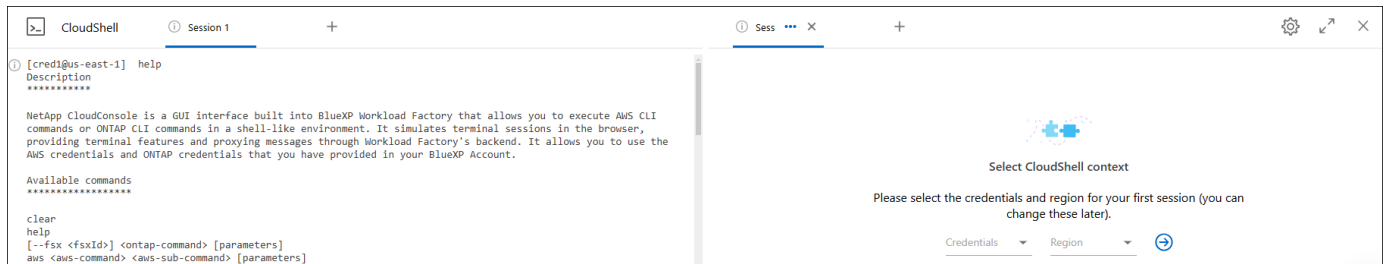 CloudShell
Session 1
[cred1@us-east-1] help
Description
***********
NetApp CloudConsole is a GUI interface built into BlueXP Workload Factory that allows you to execute AWS CLI
commands or ONTAP CLI commands in a shell-like environment. It simulates terminal sessions in the browser,
providing terminal features and proxying messages through Workload Factory's backend. It allows you to use the
AWS credentials and ONTAP credentials that you have provided in your BlueXP Account.
Available commands
******************
clear
help
[--fsx <fsxId>] <ontap-command> [parameters]
aws <aws-command> <aws-sub-command> [parameters]
Sess
Select CloudShell context
Please select the credentials and region for your first session (you can
change these later).
Credentials
Region